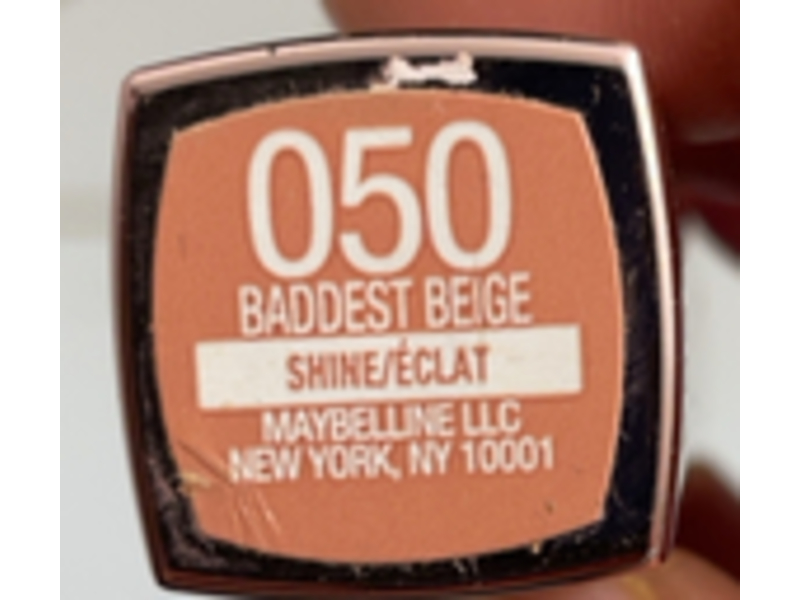 050
BADDEST BEIGE
SHINE/ÉCLAT
MAYBELLINE LLC
NEW YORK, NY 10001